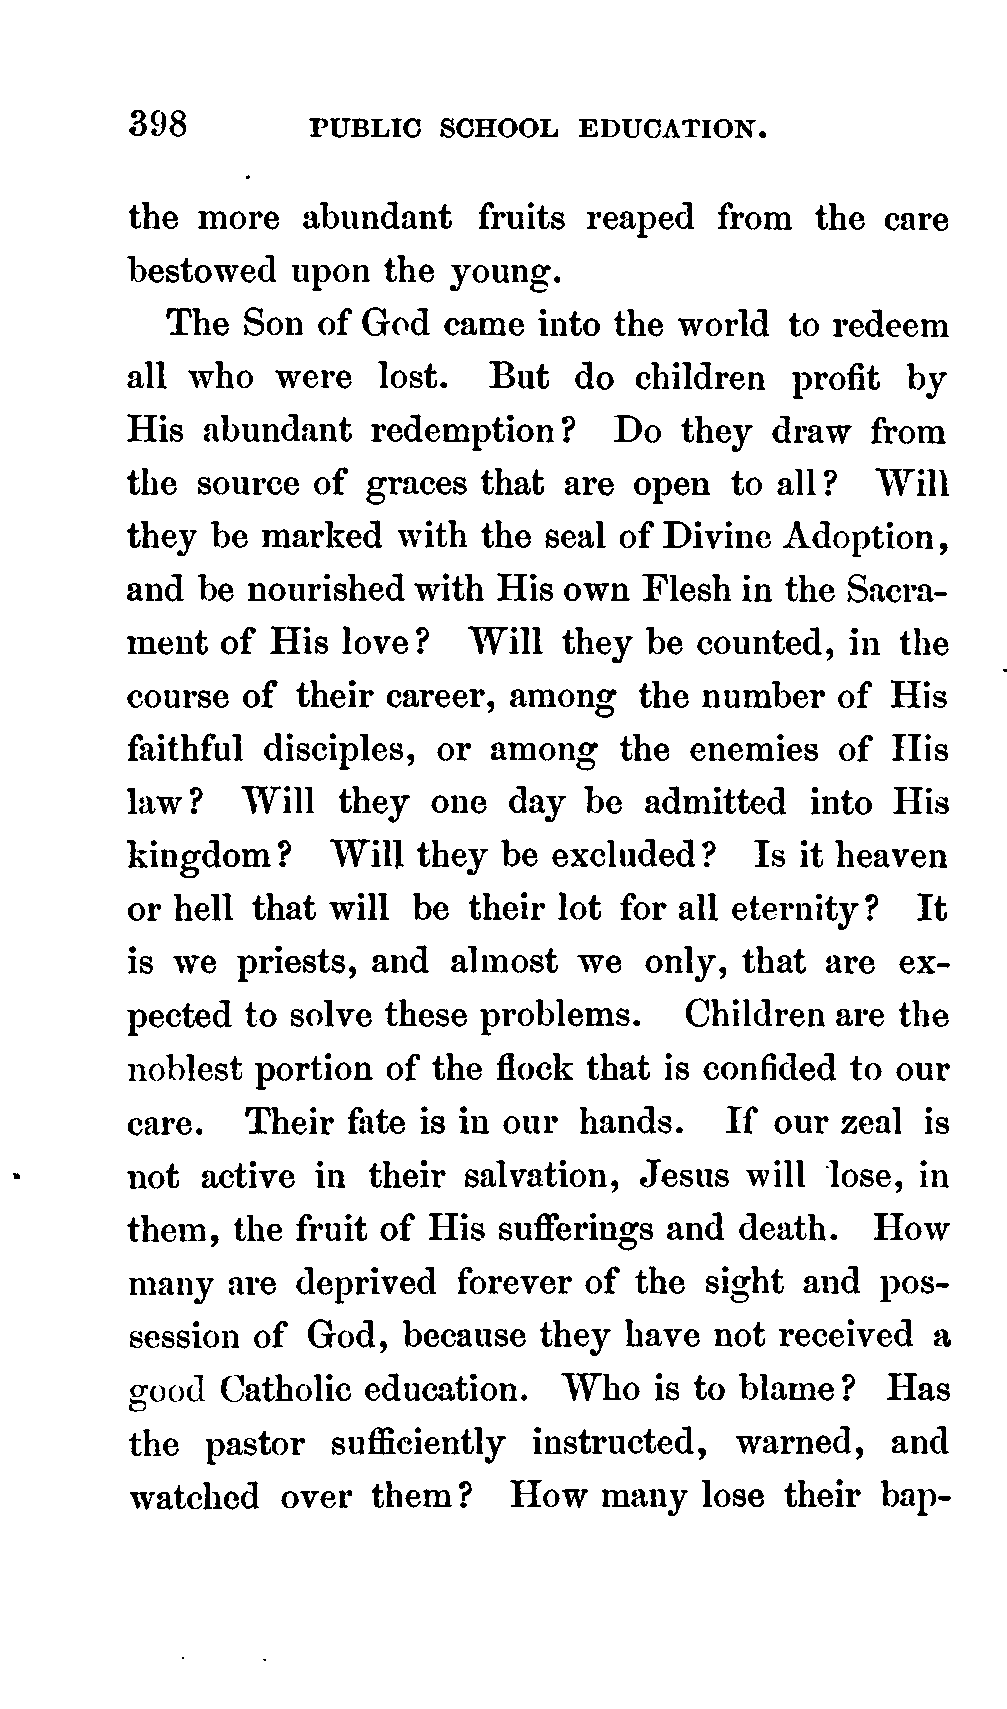 398 PUBLIC SCHOOL EDUCATION.
the more abundant fruits reaped from the care
bestowed upon the young.
The Son of God came into the world to redeem
all who were lost. But do children profit by
His abundant redemption? Do they draw from
the source of graces that are open to all? Will
they be marked with the seal of Divine Adoption,
and be nourished with His own Flesh in the Sacra-
ment of His love? Will they be counted, in the
course of their career, among the number of His
faithful disciples, or among the enemies of His
law? Will they one day be admitted into His
kingdom? Will they be excluded? Is it heaven
or hell that will be their lot for all eternity? It
is we priests, and almost we only, that are ex-
pected to solve these problems. Children are the
noblest portion of the flock that is confided to our
care. Their fate is in our hands. If our zeal is
not active in their salvation, Jesus will lose, in
them, the fruit of His sufferings and death. How
many are deprived forever of the sight and pos-
session of God, because they have not received a
good Catholic education. Who is to blame? Has
the pastor sufficiently instructed, warned, and
watched over them? How many lose their bap-